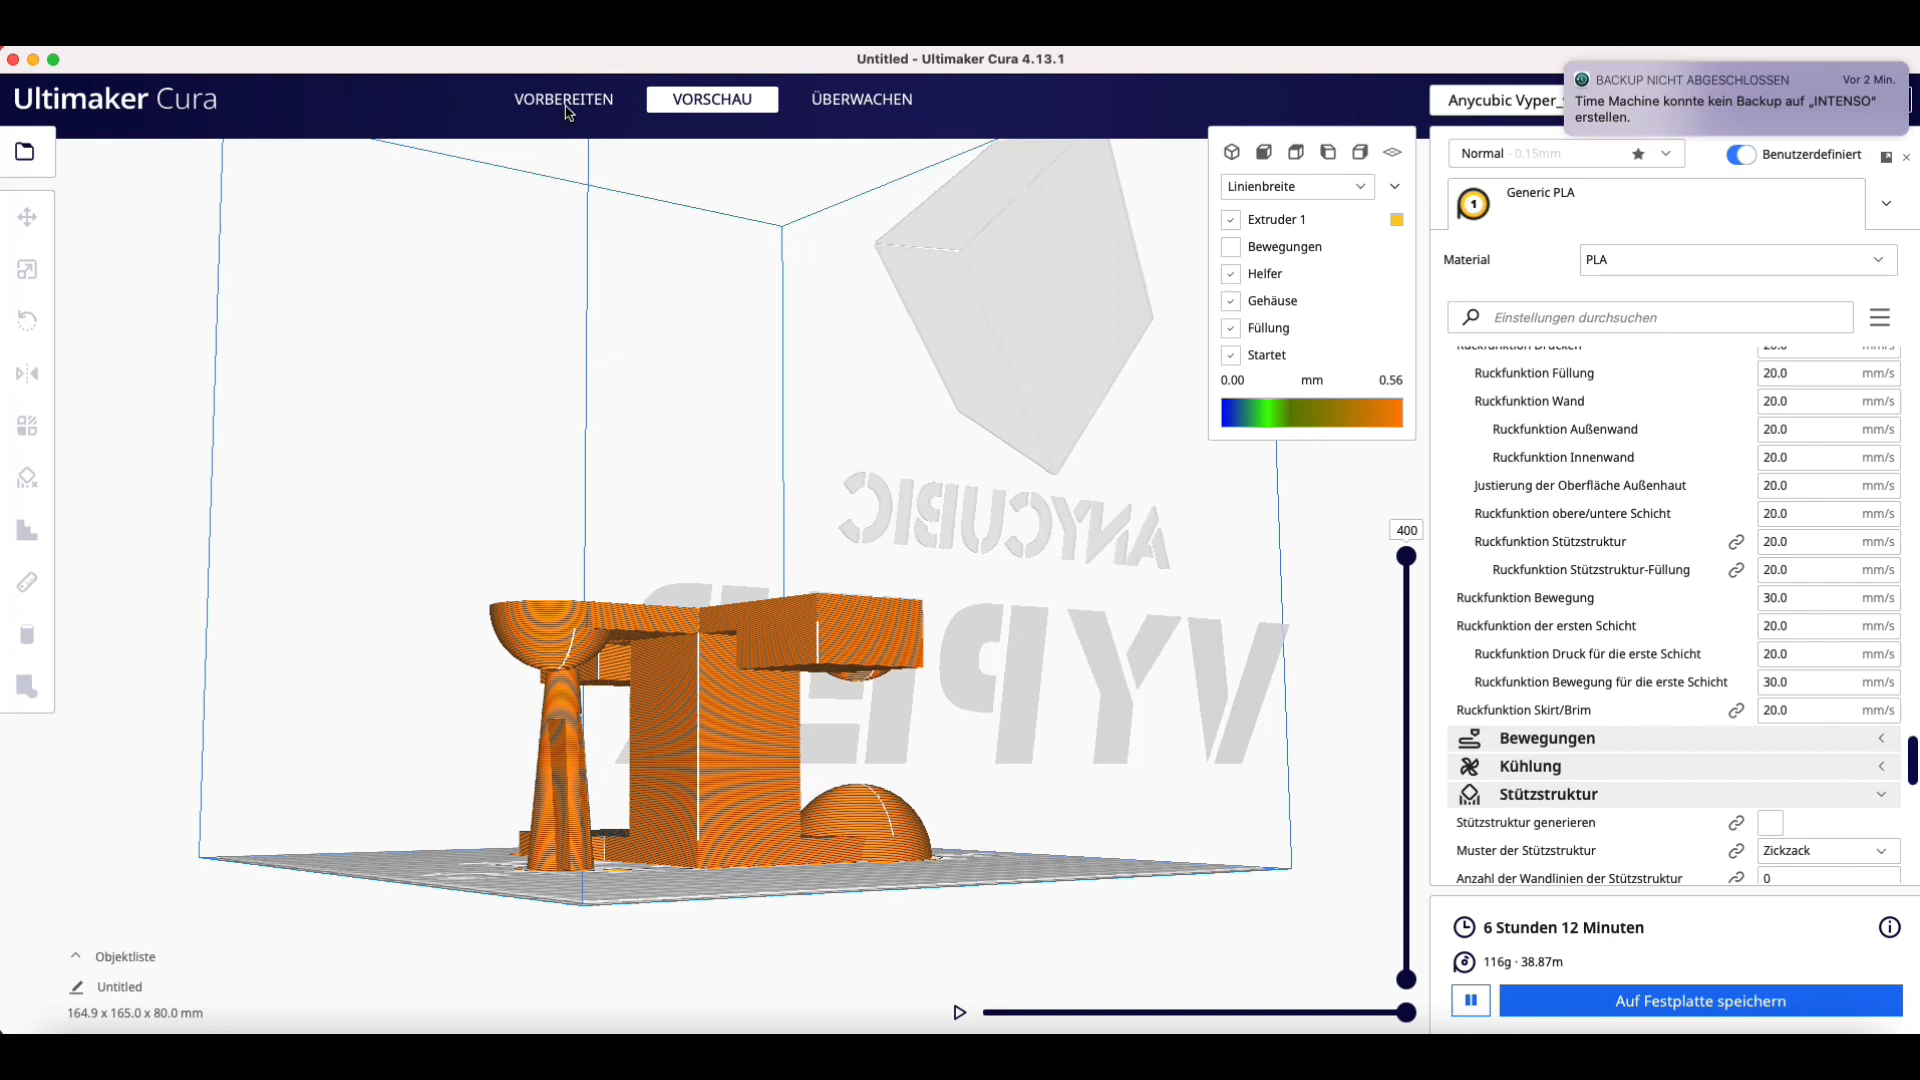 Untitled - Ultimaker Cura 4.13.1
Ultimaker Cura
VORBEREITEN
VORSCHAU
ÜBERWACHEN
Anycubic Vyper_
BACKUP NICHT ABGESCHLOSSEN
Vor 2 Min.
Time Machine konnte kein Backup auf „INTENSO“
erstellen.
Linienbreite
Extruder 1
Bewegungen
Helfer
Gehäuse
Füllung
Startet
0.00 mm 0.56
400
ANYCUBIC
VYPER
Normal - 0.15mm
Benutzerdefiniert
1
Generic PLA
Material
PLA
Einstellungen durchsuchen
Ruckfunktion Drucken 20.0 mm/s
Ruckfunktion Füllung 20.0 mm/s
Ruckfunktion Wand 20.0 mm/s
Ruckfunktion Außenwand 20.0 mm/s
Ruckfunktion Innenwand 20.0 mm/s
Justierung der Oberfläche Außenhaut 20.0 mm/s
Ruckfunktion obere/untere Schicht 20.0 mm/s
Ruckfunktion Stützstruktur 20.0 mm/s
Ruckfunktion Stützstruktur-Füllung 20.0 mm/s
Ruckfunktion Bewegung 30.0 mm/s
Ruckfunktion der ersten Schicht 20.0 mm/s
Ruckfunktion Druck für die erste Schicht 20.0 mm/s
Ruckfunktion Bewegung für die erste Schicht 30.0 mm/s
Ruckfunktion Skirt/Brim 20.0 mm/s
Bewegungen
Kühlung
Stützstruktur
Stützstruktur generieren
Muster der Stützstruktur Zickzack
Anzahl der Wandlinien der Stützstruktur 0
6 Stunden 12 Minuten
116g · 38.87m
Auf Festplatte speichern
Objektliste
Untitled
164.9 x 165.0 x 80.0 mm